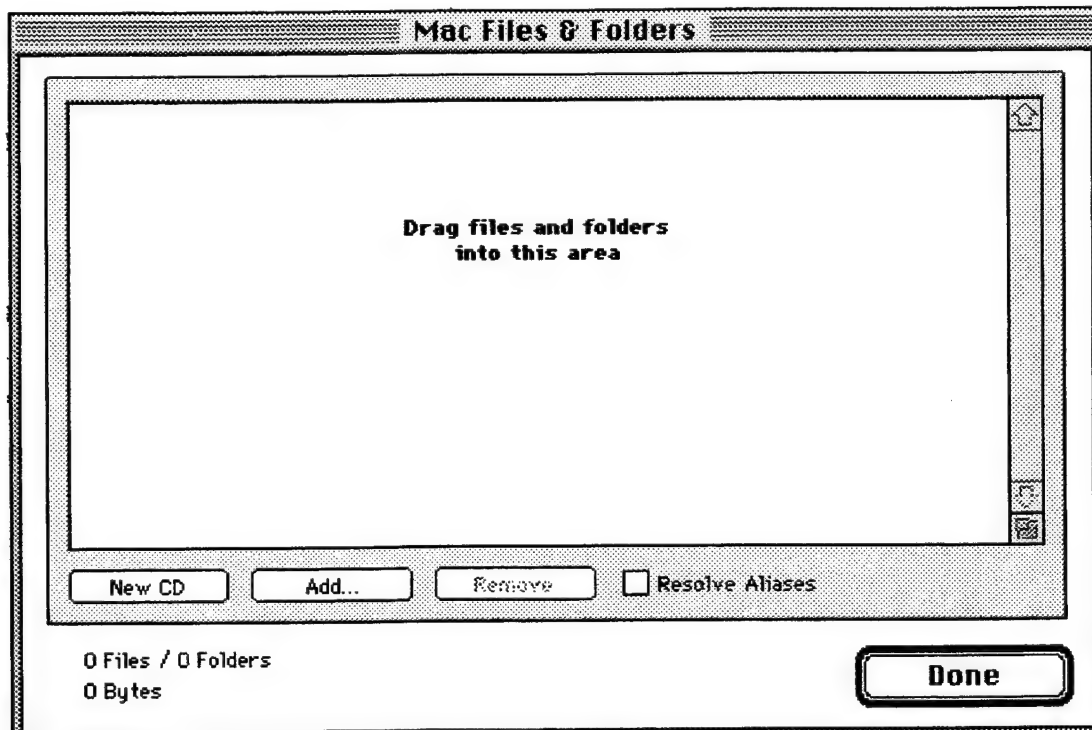 Mac Files & Folders
Drag files and folders
into this area
New CD
Add...
Remove
Resolve Aliases
0 Files / 0 Folders
0 Bytes
Done